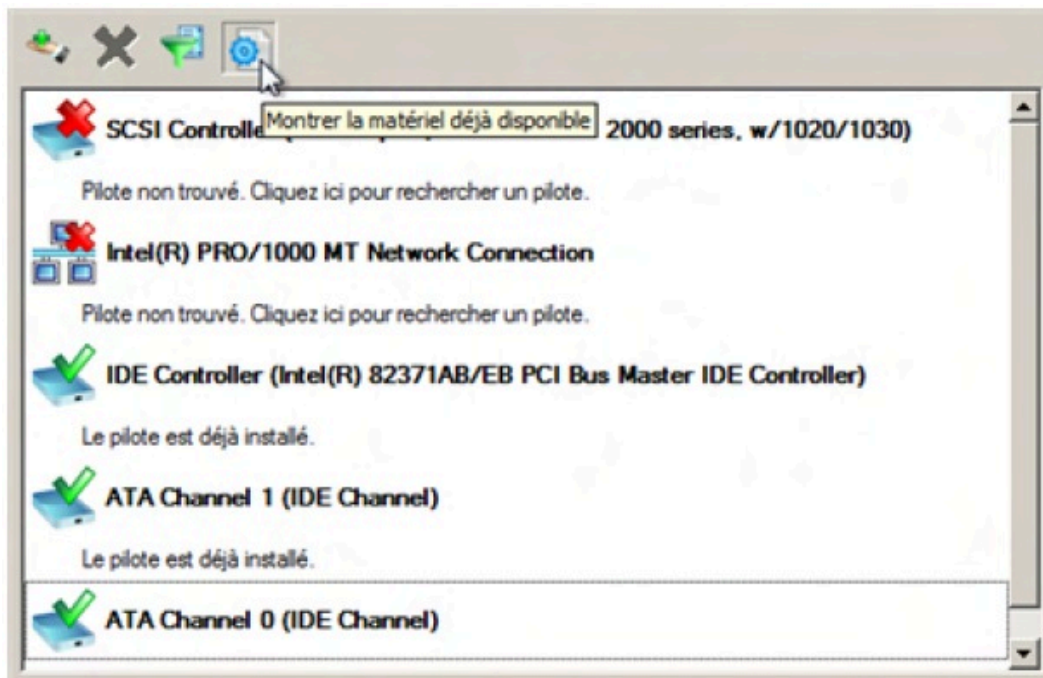 Montrer la matériel déjà disponible
SCSI Controlle 2000 series, w/1020/1030)
Pilote non trouvé. Cliquez ici pour rechercher un pilote.
Intel(R) PRO/1000 MT Network Connection
Pilote non trouvé. Cliquez ici pour rechercher un pilote.
IDE Controller (Intel(R) 82371AB/EB PCI Bus Master IDE Controller)
Le pilote est déjà installé.
ATA Channel 1 (IDE Channel)
Le pilote est déjà installé.
ATA Channel 0 (IDE Channel)